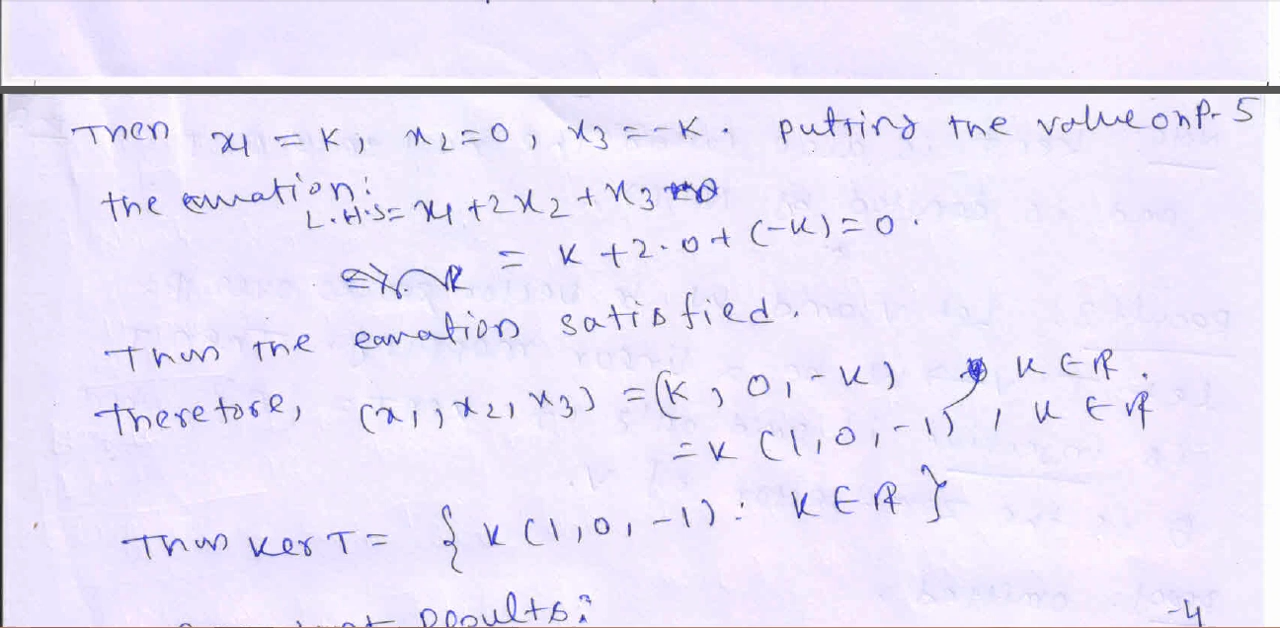 Then x1 = K, x2 = 0, x3 = -K. Putting the value on P-5
the equation:
L.H.S = x1 + 2x2 + x3
= K + 2.0 + (-K) = 0.
Thus the equation satisfied.
Therefore, (x1, x2, x3) = (K, 0, -K) , K ∈ R.
= K (1, 0, -1), K ∈ R
Thus Ker T = { K (1, 0, -1) : K ∈ R }
Results:
-4